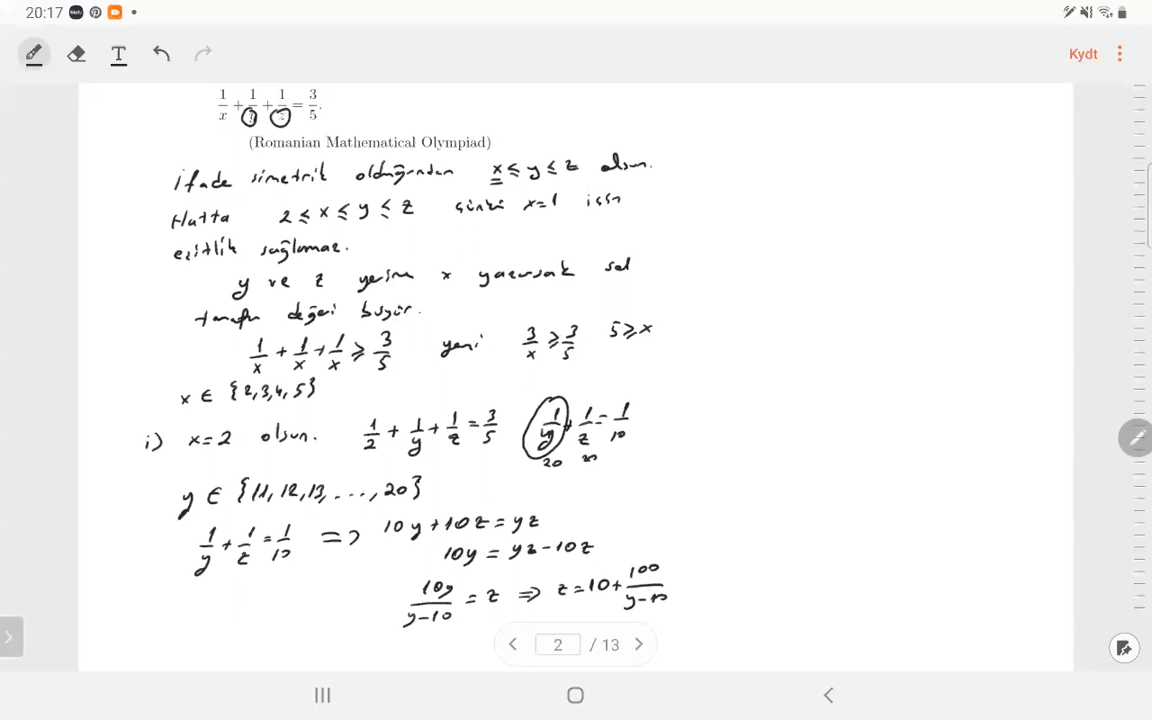 20:17
T
Kydt
1/x + 1/y + 1/z = 3/5.
(Romanian Mathematical Olympiad)
ifade simetrik olduğundan x ≤ y ≤ z olsun.
Hatta 2 ≤ x ≤ y ≤ z çünkü x=1 için
eşitlik sağlamaz.
y ve z yerine x yazarsak sol
tarafın değeri büyür.
1/x + 1/x + 1/x ≥ 3/5 yani 3/x ≥ 3/5 5 ≥ x
x ∈ {2,3,4,5}
i) x=2 olsun. 1/2 + 1/y + 1/z = 3/5 1/y + 1/z = 1/10
20 20
y ∈ {11, 12, 13, ..., 20}
1/y + 1/z = 1/10 => 10y + 10z = yz
10y = yz - 10z
10y/(y-10) = z => z = 10 + 100/(y-10)
2 / 13